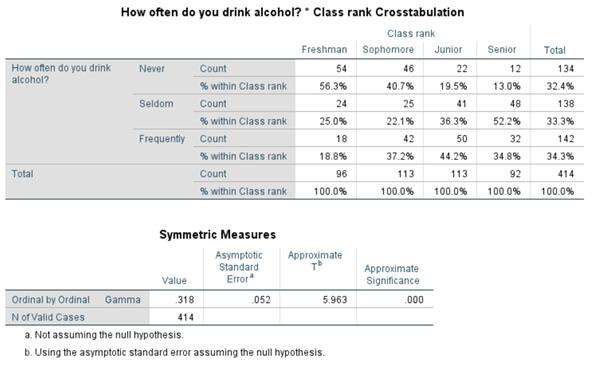 How often do you drink alcohol? * Class rank Crosstabulation
Class rank
Freshman Sophomore Junior Senior Total
How often do you drink alcohol? Never Count 54 46 22 12 134
% within Class rank 56.3% 40.7% 19.5% 13.0% 32.4%
Seldom Count 24 25 41 48 138
% within Class rank 25.0% 22.1% 36.3% 52.2% 33.3%
Frequently Count 18 42 50 32 142
% within Class rank 18.8% 37.2% 44.2% 34.8% 34.3%
Total Count 96 113 113 92 414
% within Class rank 100.0% 100.0% 100.0% 100.0% 100.0%
Symmetric Measures
Value Asymptotic Standard Error^a Approximate T^b Approximate Significance
Ordinal by Ordinal Gamma .318 .052 5.963 .000
N of Valid Cases 414
a. Not assuming the null hypothesis.
b. Using the asymptotic standard error assuming the null hypothesis.